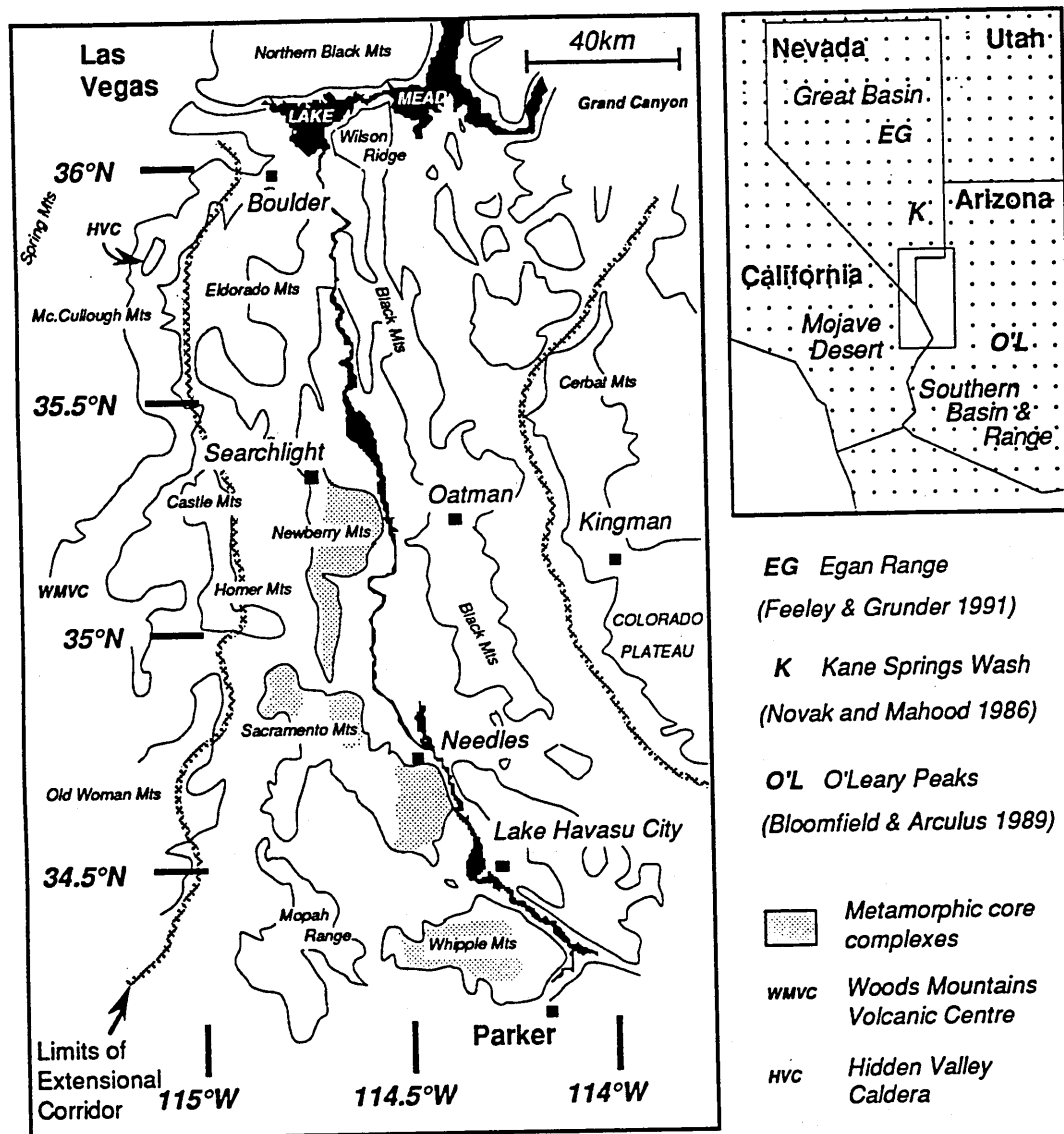 Las
Vegas
Northern Black Mts
40km
LAKE
MEAD
Grand Canyon
Wilson
Ridge
36°N
Boulder
Spring Mts
HVC
Eldorado Mts
Mc.Cullough Mts
Black Mts
Cerbat Mts
35.5°N
Searchlight
Castle Mts
Oatman
Newberry Mts
Kingman
WMVC
Homer Mts
35°N
Black Mts
COLORADO
PLATEAU
Sacramento Mts
Needles
Old Woman Mts
Lake Havasu City
34.5°N
Mopah
Range
Whipple Mts
Parker
Limits of
Extensional
Corridor
115°W
114.5°W
114°W
Nevada
Utah
Great Basin
EG
Arizona
K
California
Mojave
Desert
O'L
Southern
Basin &
Range
EG Egan Range
(Feeley & Grunder 1991)
K Kane Springs Wash
(Novak and Mahood 1986)
O'L O'Leary Peaks
(Bloomfield & Arculus 1989)
Metamorphic core
complexes
WMVC Woods Mountains
Volcanic Centre
HVC Hidden Valley
Caldera